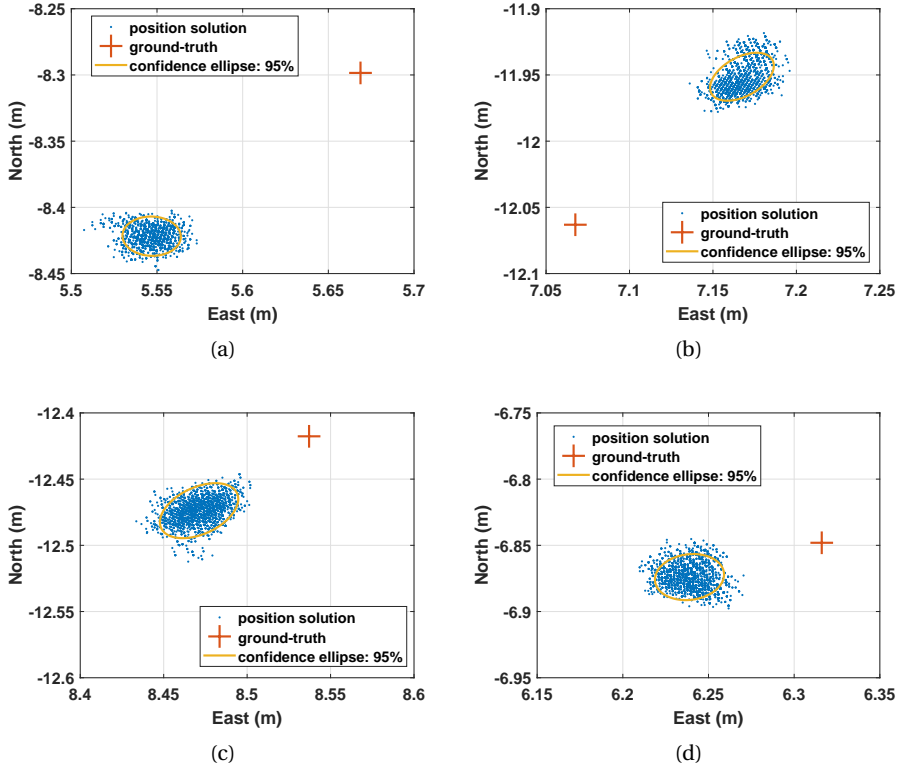 -8.25
position solution
ground-truth
confidence ellipse: 95%
-8.3
-8.35
-8.4
-8.45
North (m)
5.5
5.55
5.6
5.65
5.7
East (m)
(a)
-11.9
-11.95
-12
-12.05
-12.1
North (m)
position solution
ground-truth
confidence ellipse: 95%
7.05
7.1
7.15
7.2
7.25
East (m)
(b)
-12.4
-12.45
-12.5
-12.55
-12.6
North (m)
position solution
ground-truth
confidence ellipse: 95%
8.4
8.45
8.5
8.55
8.6
East (m)
(c)
-6.75
position solution
ground-truth
confidence ellipse: 95%
-6.8
-6.85
-6.9
-6.95
North (m)
6.15
6.2
6.25
6.3
6.35
East (m)
(d)